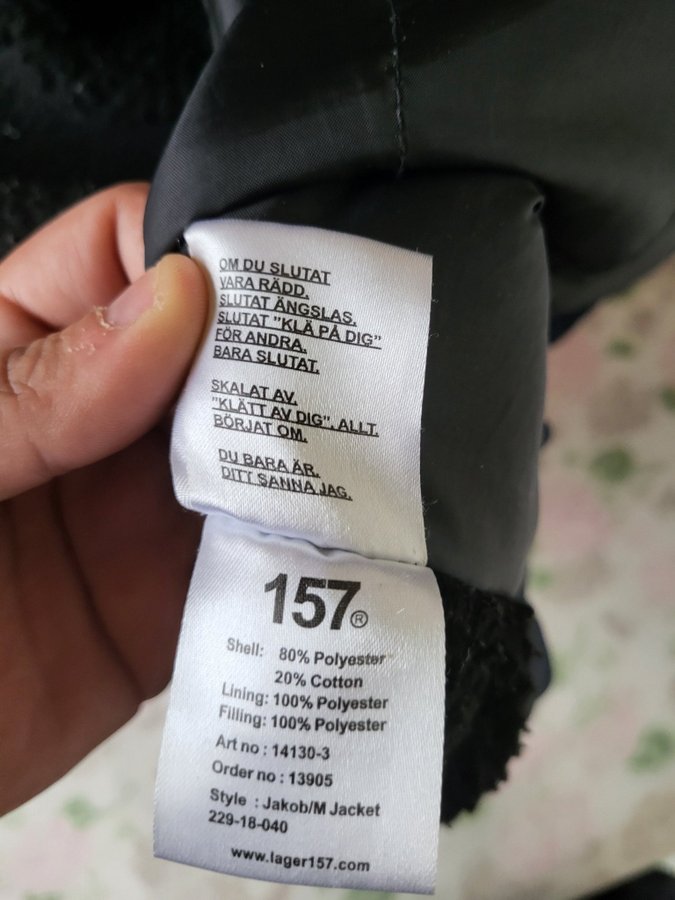 OM DU SLUTAT
VARA RÄDD.
SLUTAT ÄNGSLAS.
SLUTAT "KLÄ PÅ DIG"
FÖR ANDRA.
BARA SLUTAT.
SKALAT AV.
"KLÄTT AV DIG". ALLT.
BÖRJAT OM.
DU BARA ÄR.
DITT SANNA JAG.
157®
Shell: 80% Polyester
20% Cotton
Lining: 100% Polyester
Filling: 100% Polyester
Art no : 14130-3
Order no : 13905
Style : Jakob/M Jacket
229-18-040
www.lager157.com